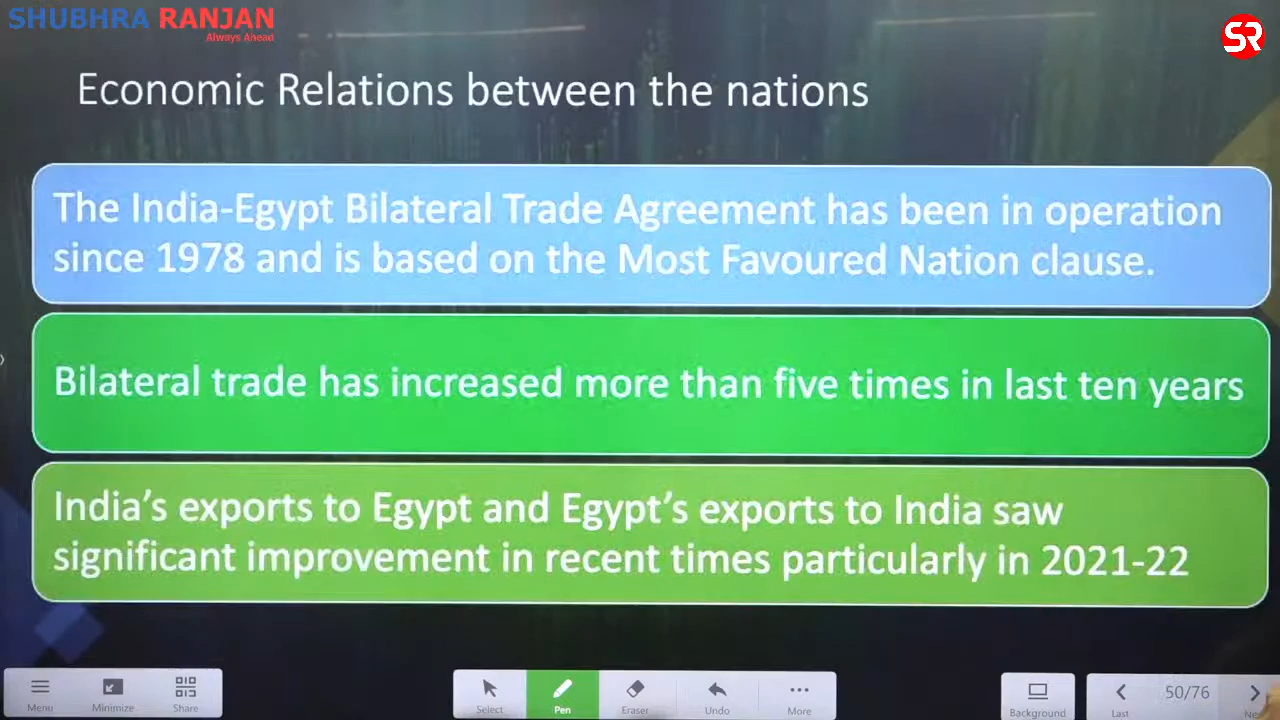 SHUBHRA RANJAN
Always Ahead
SR
Economic Relations between the nations
The India-Egypt Bilateral Trade Agreement has been in operation
since 1978 and is based on the Most Favoured Nation clause.
Bilateral trade has increased more than five times in last ten years
India's exports to Egypt and Egypt's exports to India saw
significant improvement in recent times particularly in 2021-22
Menu
Minimize
Share
Select
Pen
Eraser
Undo
More
Background
Last
50/76